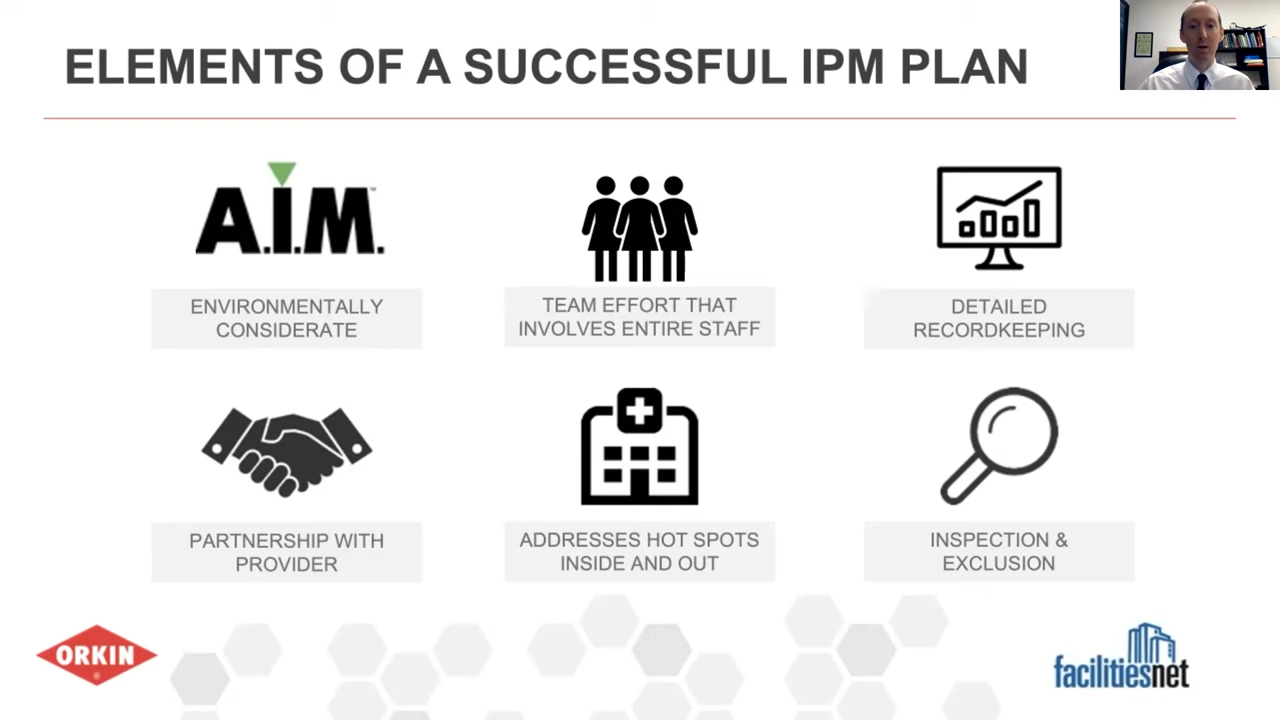 ELEMENTS OF A SUCCESSFUL IPM PLAN
A.I.M.™
ENVIRONMENTALLY
CONSIDERATE
TEAM EFFORT THAT
INVOLVES ENTIRE STAFF
DETAILED
RECORDKEEPING
PARTNERSHIP WITH
PROVIDER
ADDRESSES HOT SPOTS
INSIDE AND OUT
INSPECTION &
EXCLUSION
ORKIN®
facilitiesnet